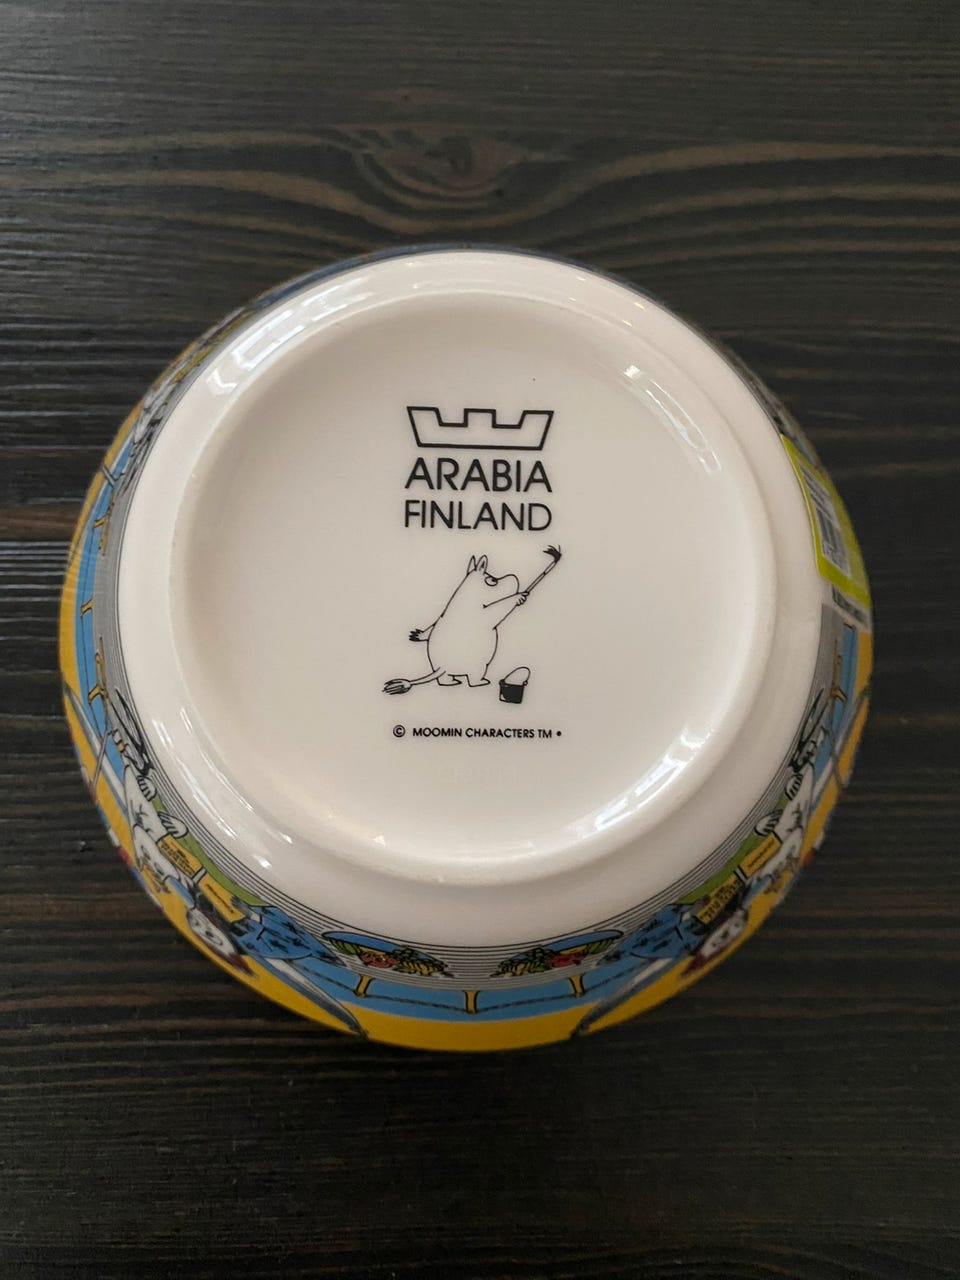 ARABIA
FINLAND
© MOOMIN CHARACTERS TM •